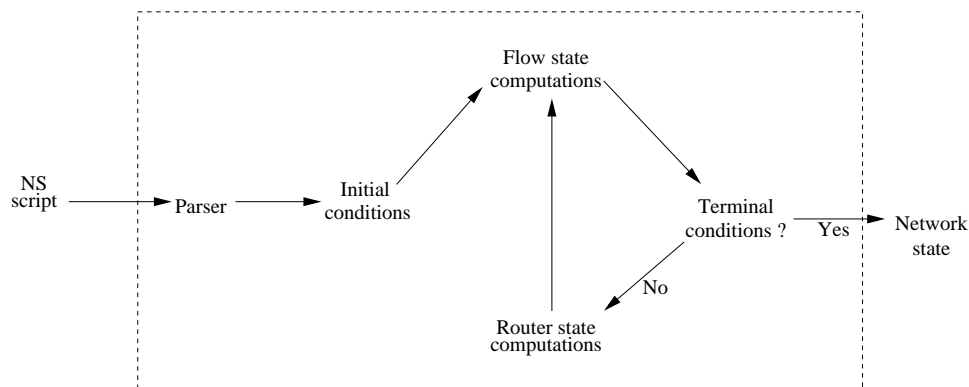 NS
script
Parser
Initial
conditions
Flow state
computations
Terminal
conditions ?
Yes
No
Router state
computations
Network
state